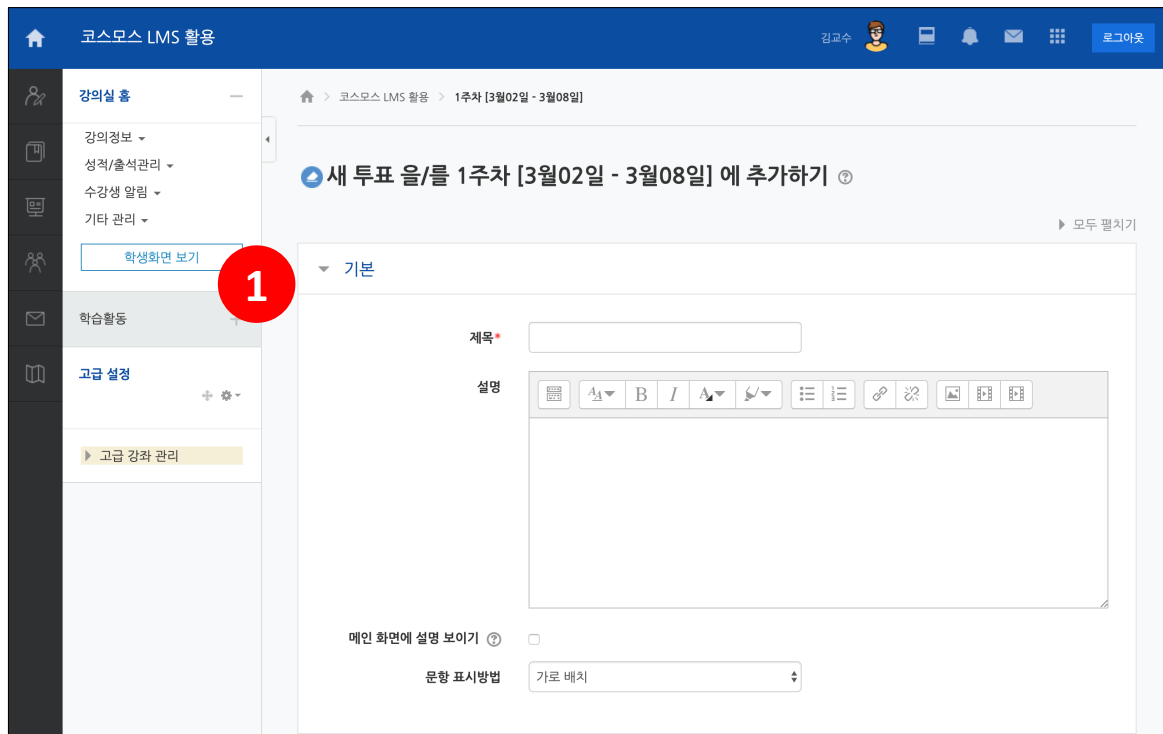 코스모스 LMS 활용
김교수
로그아웃
강의실 홈
강의정보
성적/출석관리
수강생 알림
기타 관리
학생화면 보기
1
학습활동
고급 설정
고급 강좌 관리
코스모스 LMS 활용 > 1주차 [3월02일 - 3월08일]
새 투표 을/를 1주차 [3월02일 - 3월08일] 에 추가하기
모두 펼치기
기본
제목*
설명
메인 화면에 설명 보이기
문항 표시방법
가로 배치